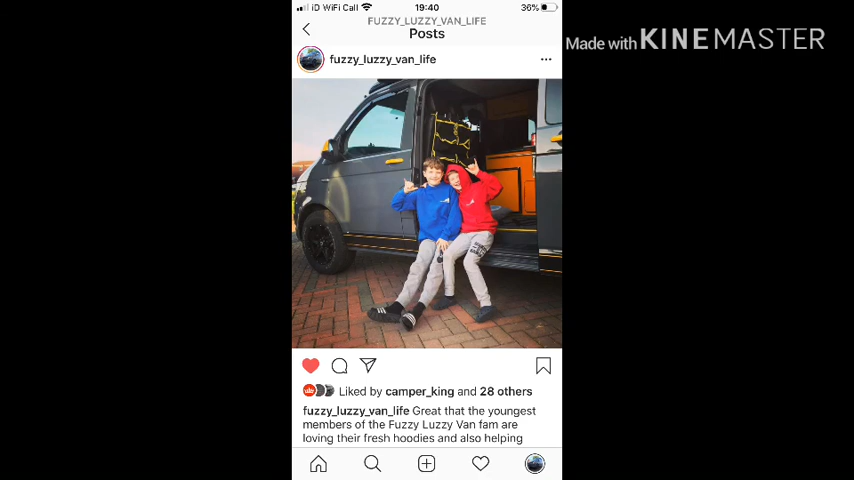 iD WiFi Call 19:40 36%
FUZZY_LUZZY_VAN_LIFE
Posts
Made with KINEMASTER
fuzzy_luzzy_van_life
Liked by camper_king and 28 others
fuzzy_luzzy_van_life Great that the youngest
members of the Fuzzy Luzzy Van fam are
loving their fresh hoodies and also helping